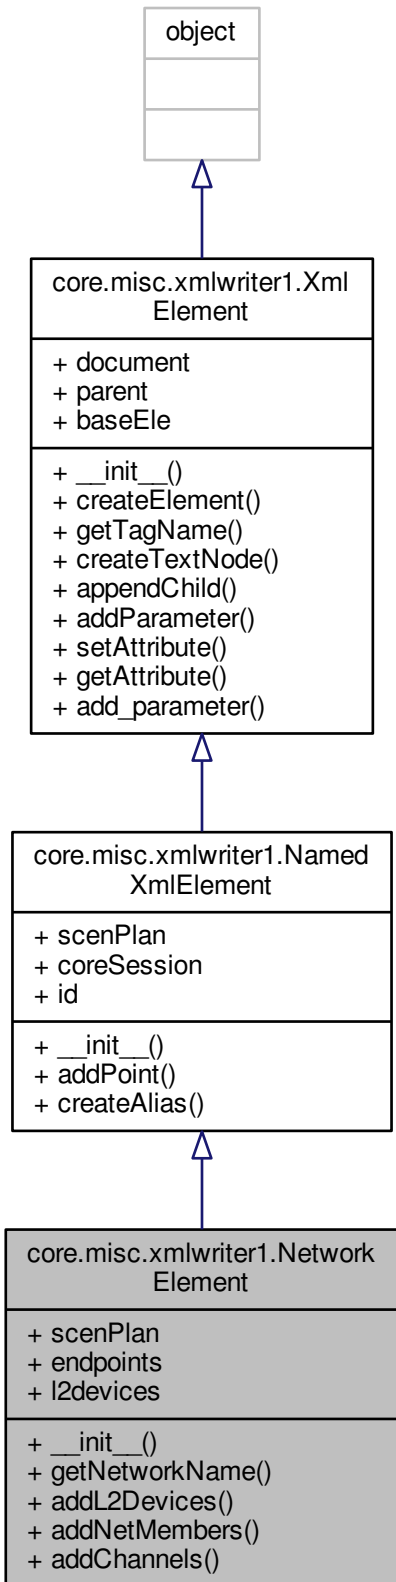 object
core.misc.xmlwriter1.Xml
Element
+ document
+ parent
+ baseEle
+ __init__()
+ createElement()
+ getTagName()
+ createTextNode()
+ appendChild()
+ addParameter()
+ setAttribute()
+ getAttribute()
+ add_parameter()
core.misc.xmlwriter1.Named
XmlElement
+ scenPlan
+ coreSession
+ id
+ __init__()
+ addPoint()
+ createAlias()
core.misc.xmlwriter1.Network
Element
+ scenPlan
+ endpoints
+ l2devices
+ __init__()
+ getNetworkName()
+ addL2Devices()
+ addNetMembers()
+ addChannels()